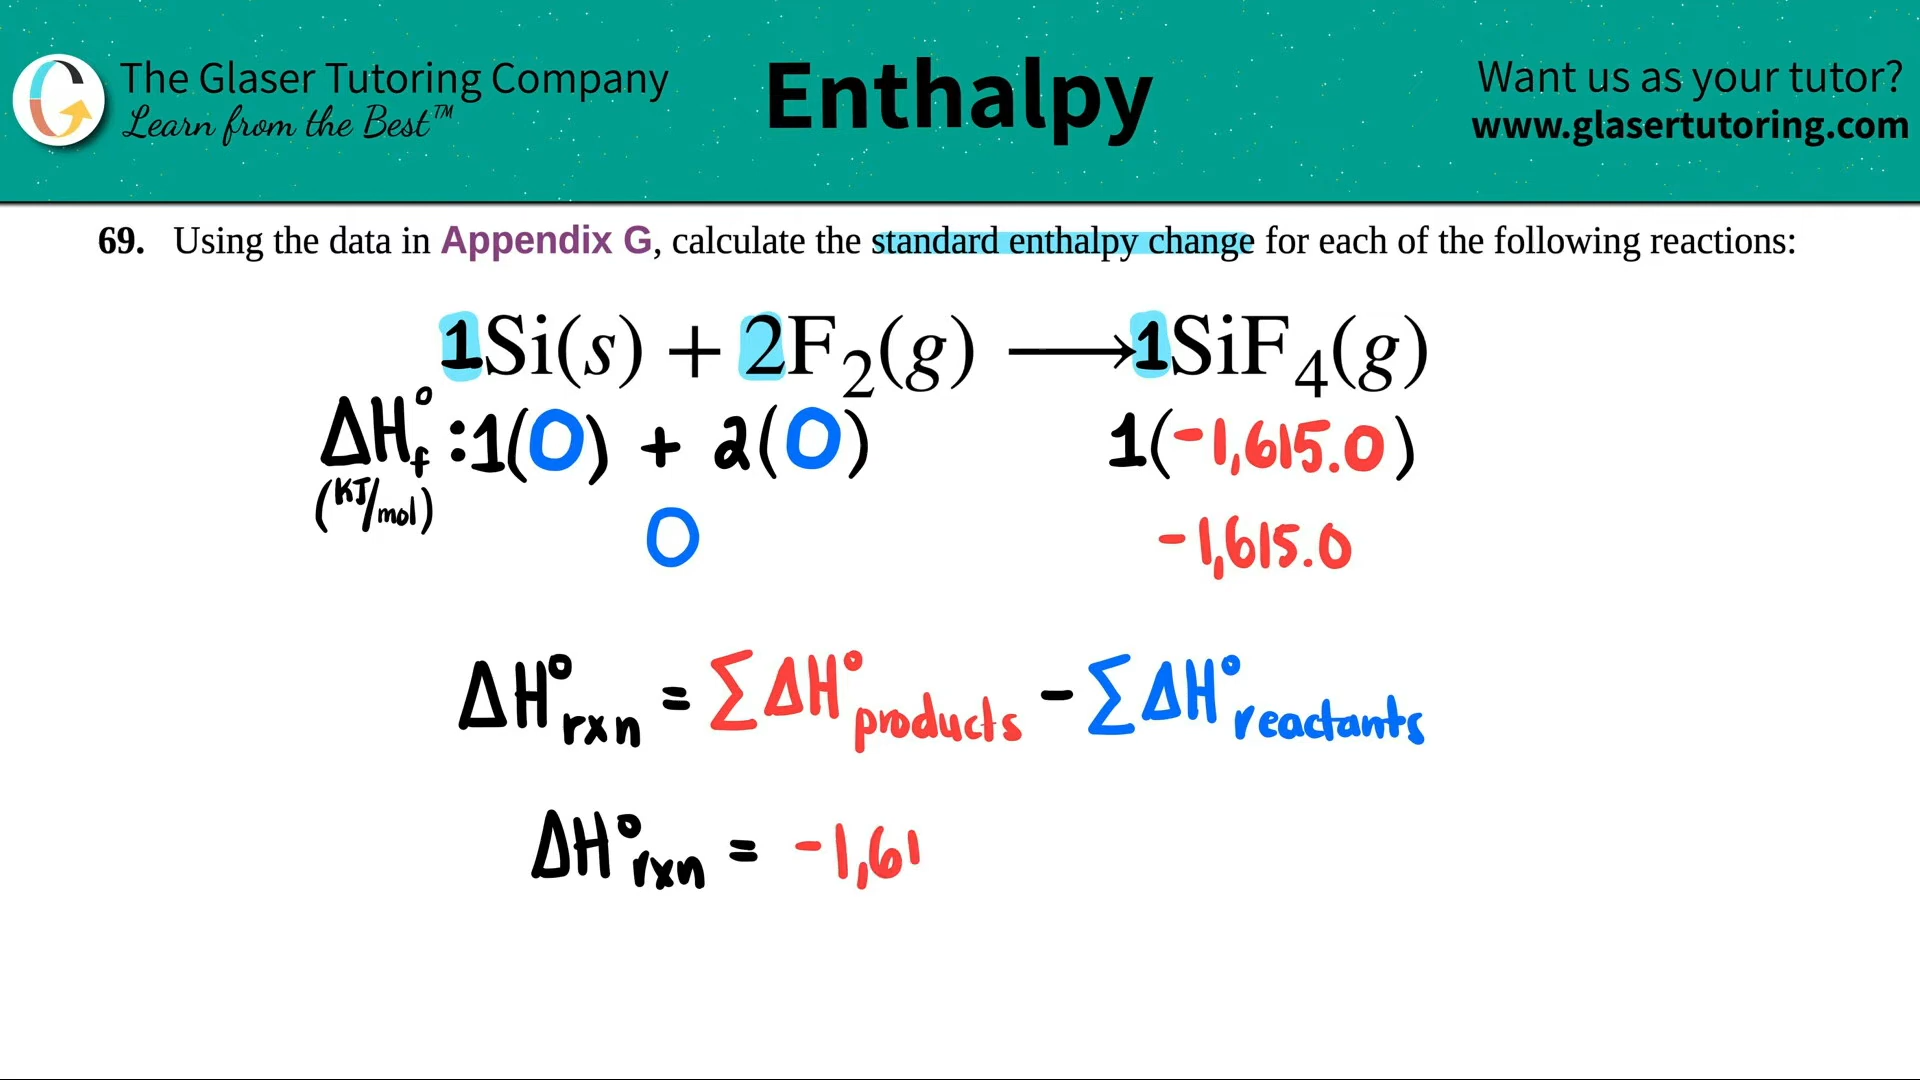 The Glaser Tutoring Company
Learn from the Best™
Enthalpy
Want us as your tutor?
www.glasertutoring.com
69. Using the data in Appendix G, calculate the standard enthalpy change for each of the following reactions:
1Si(s) + 2F₂(g) ⟶ 1SiF₄(g)
ΔH°f : 1(0) + 2(0) 1(-1,615.0)
(KJ/mol)
0 -1,615.0
ΔH°rxn = ΣΔH°products - ΣΔH°reactants
ΔH°rxn = -1,61